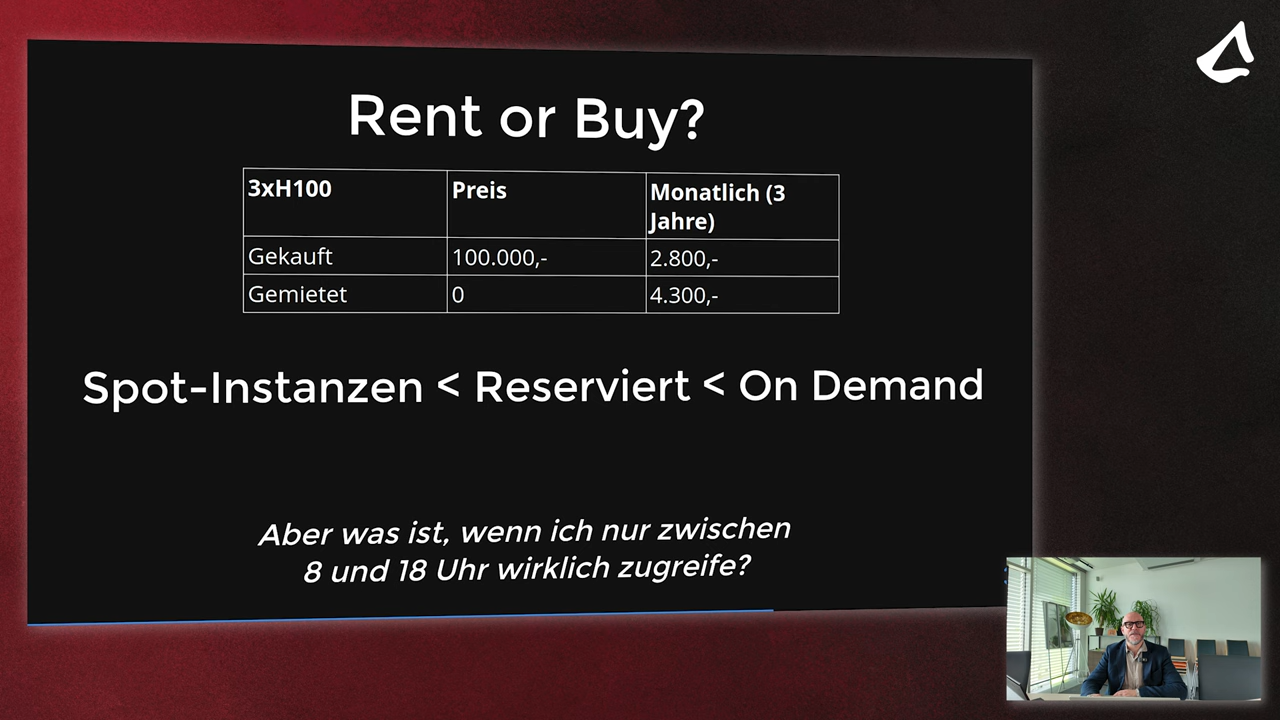 Rent or Buy?
3xH100 Preis Monatlich (3
Jahre)
Gekauft 100.000,- 2.800,-
Gemietet 0 4.300,-
Spot-Instanzen < Reserviert < On Demand
Aber was ist, wenn ich nur zwischen
8 und 18 Uhr wirklich zugreife?